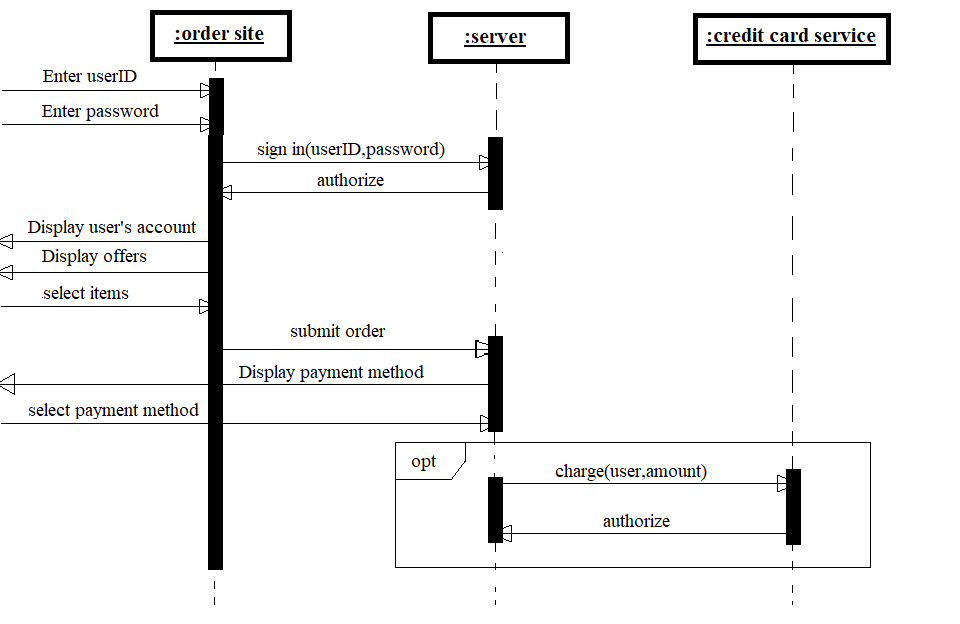 :order site
:server
:credit card service
Enter userID
Enter password
sign in(userID,password)
authorize
Display user's account
Display offers
select items
submit order
Display payment method
select payment method
opt
charge(user,amount)
authorize